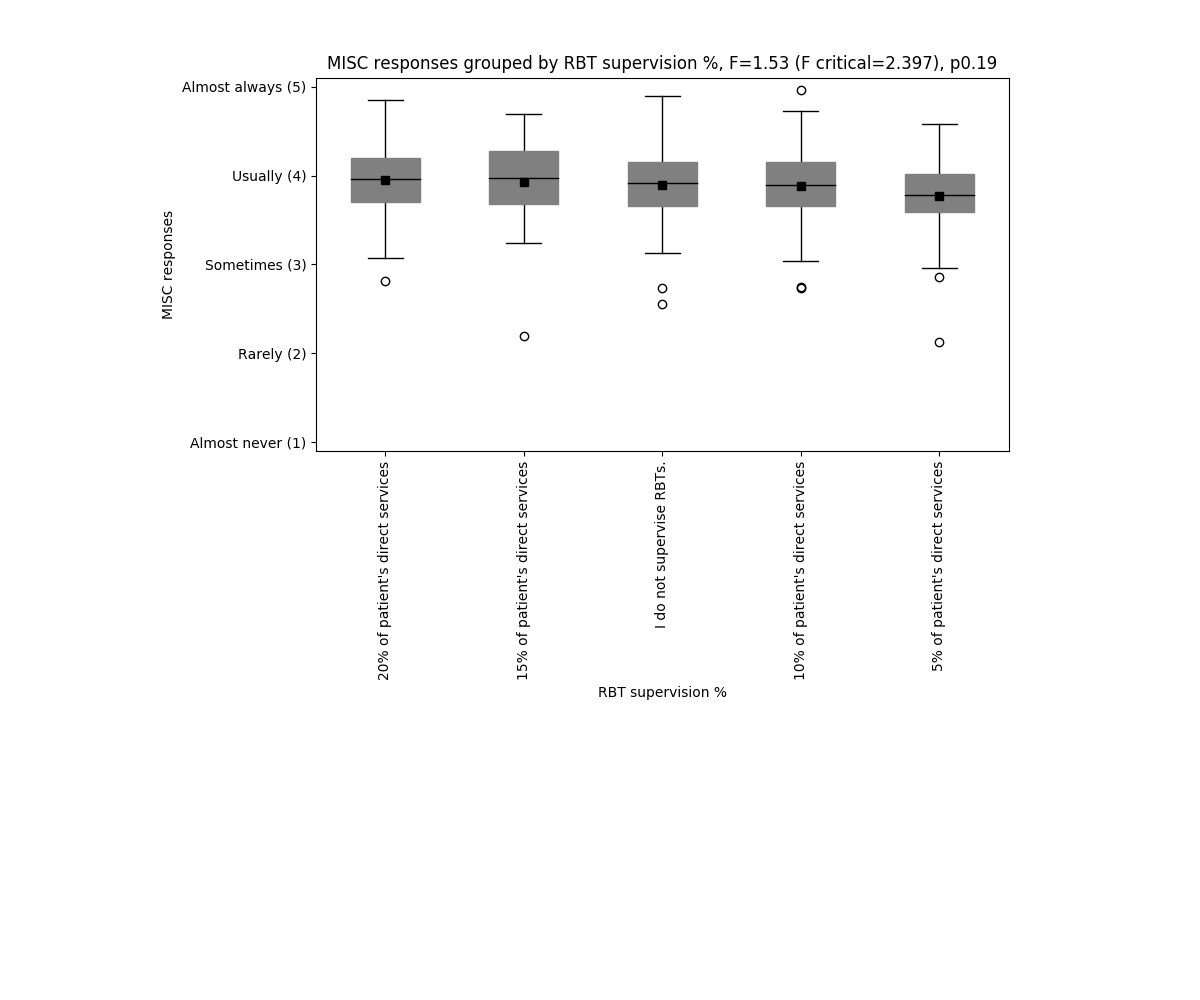 MISC responses grouped by RBT supervision %, F=1.53 (F critical=2.397), p0.19
Almost always (5)
Usually (4)
Sometimes (3)
Rarely (2)
Almost never (1)
MISC responses
20% of patient's direct services
15% of patient's direct services
I do not supervise RBTs.
10% of patient's direct services
5% of patient's direct services
RBT supervision %